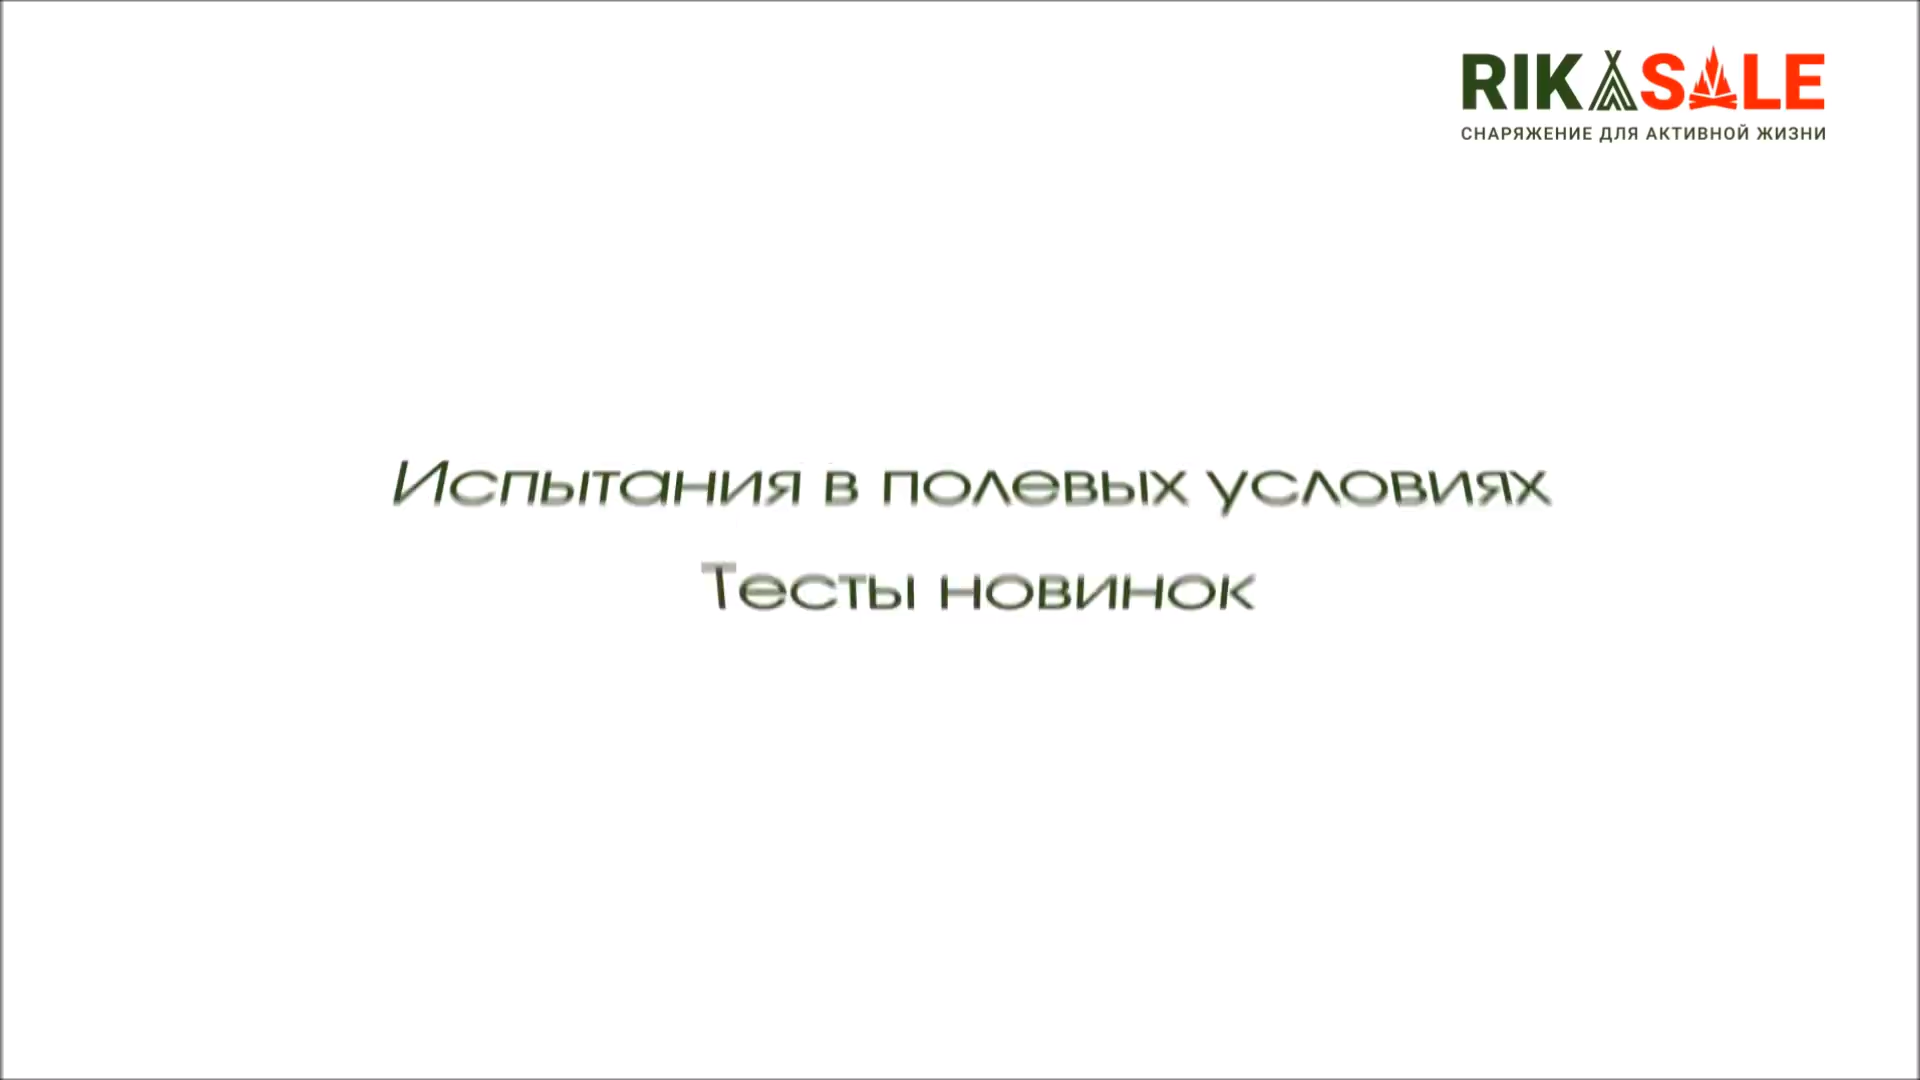 RIKASALE
СНАРЯЖЕНИЕ ДЛЯ АКТИВНОЙ ЖИЗНИ
Испытания в полевых условиях
Тесты новинок